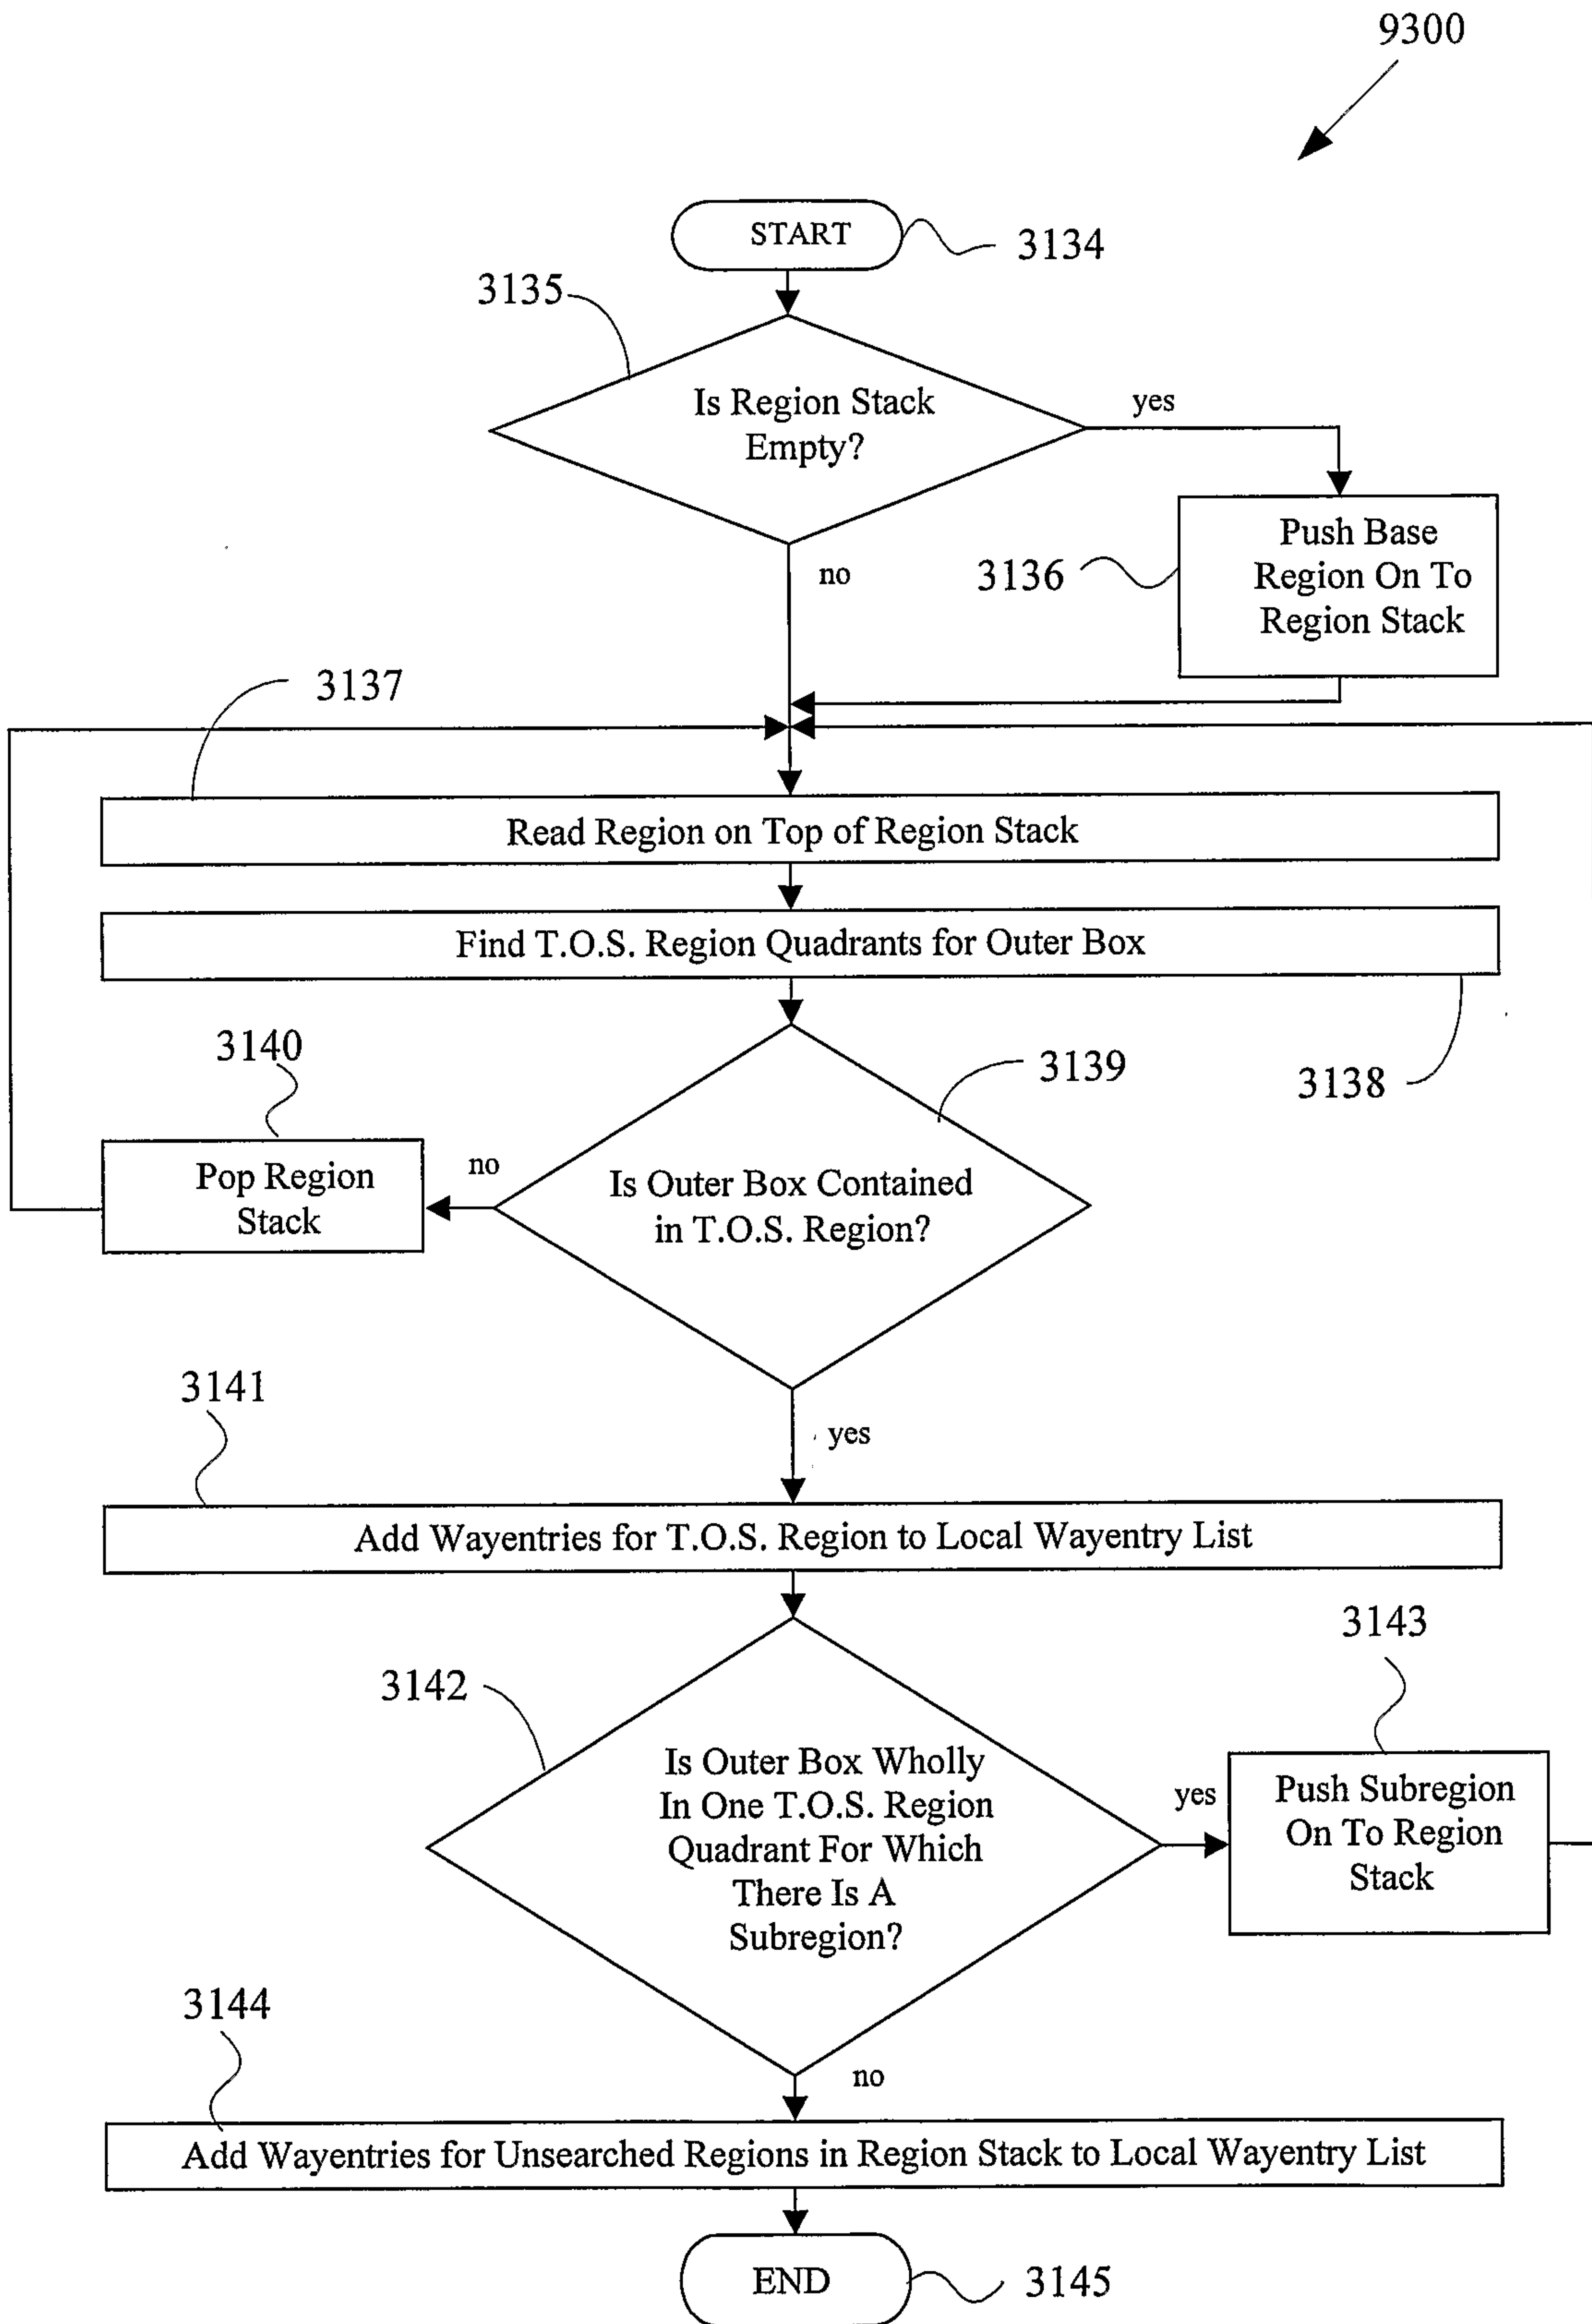 9300
START
3134
3135
Is Region Stack
Empty?
yes
no
3136
Push Base
Region On To
Region Stack
3137
Read Region on Top of Region Stack
Find T.O.S. Region Quadrants for Outer Box
3138
3139
3140
Is Outer Box Contained
in T.O.S. Region?
no
Pop Region
Stack
yes
3141
Add Wayentries for T.O.S. Region to Local Wayentry List
3142
Is Outer Box Wholly
In One T.O.S. Region
Quadrant For Which
There Is A
Subregion?
yes
3143
Push Subregion
On To Region
Stack
no
3144
Add Wayentries for Unsearched Regions in Region Stack to Local Wayentry List
END
3145